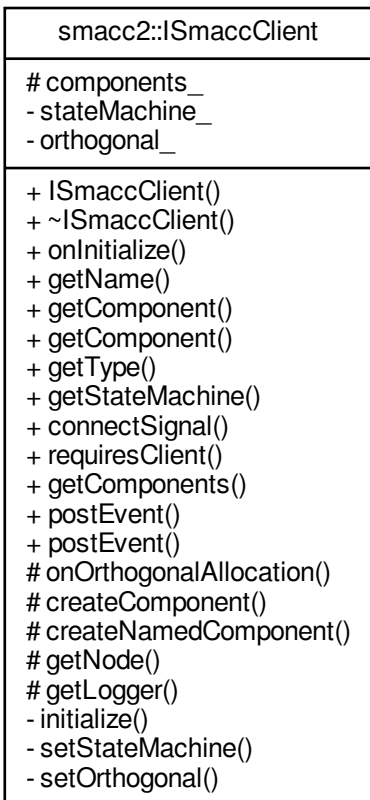 smacc2::ISmaccClient
# components_
- stateMachine_
- orthogonal_
+ ISmaccClient()
+ ~ISmaccClient()
+ onInitialize()
+ getName()
+ getComponent()
+ getComponent()
+ getType()
+ getStateMachine()
+ connectSignal()
+ requiresClient()
+ getComponents()
+ postEvent()
+ postEvent()
# onOrthogonalAllocation()
# createComponent()
# createNamedComponent()
# getNode()
# getLogger()
- initialize()
- setStateMachine()
- setOrthogonal()